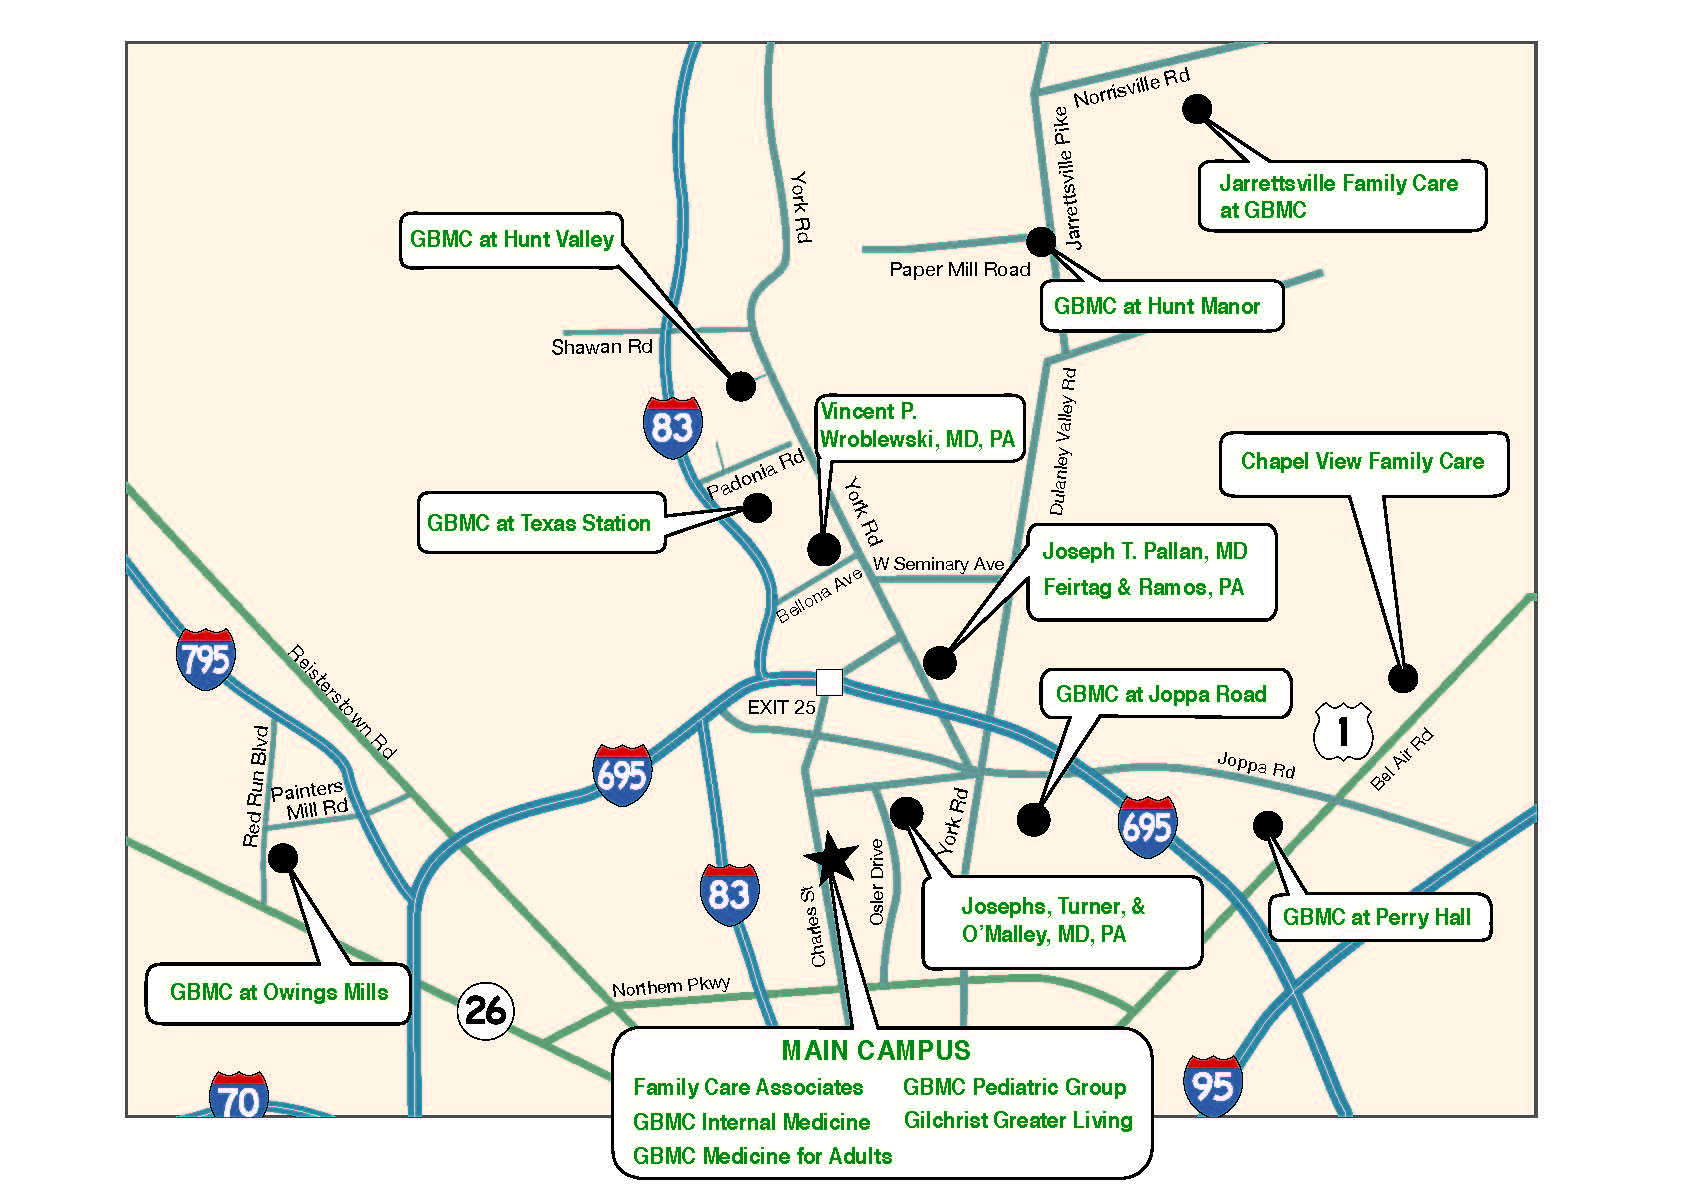 Norrisville Rd
Jarrettsville Pike
Jarrettsville Family Care
at GBMC
York Rd
GBMC at Hunt Valley
Paper Mill Road
GBMC at Hunt Manor
Shawan Rd
83
Vincent P.
Wroblewski, MD, PA
Dulanley Valley Rd
Chapel View Family Care
Padonia Rd
York Rd
GBMC at Texas Station
W Seminary Ave
Joseph T. Pallan, MD
Feirtag & Ramos, PA
Bellona Ave
795
Reisterstown Rd
GBMC at Joppa Road
EXIT 25
1
Bel Air Rd
Joppa Rd
695
Red Run Blvd
Painters
Mill Rd
York Rd
695
83
Osler Drive
Charles St
Josephs, Turner, &
O'Malley, MD, PA
GBMC at Perry Hall
GBMC at Owings Mills
26
Northern Pkwy
70
95
MAIN CAMPUS
Family Care Associates
GBMC Internal Medicine
GBMC Medicine for Adults
GBMC Pediatric Group
Gilchrist Greater Living